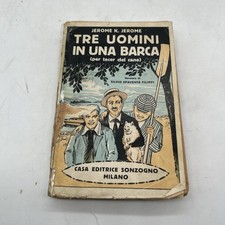 JEROME K. JEROME
TRE UOMINI
IN UNA BARCA
(per tacer del cane)
CASA EDITRICE SONZOGNO
MILANO